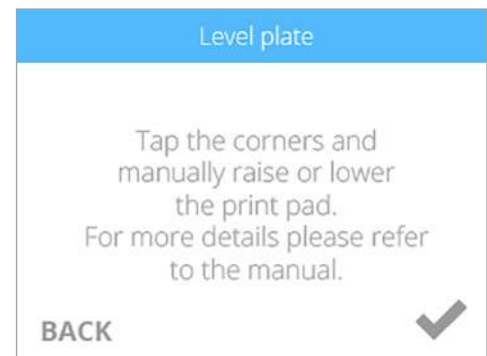 Level plate
Tap the corners and
manually raise or lower
the print pad.
For more details please refer
to the manual.
BACK